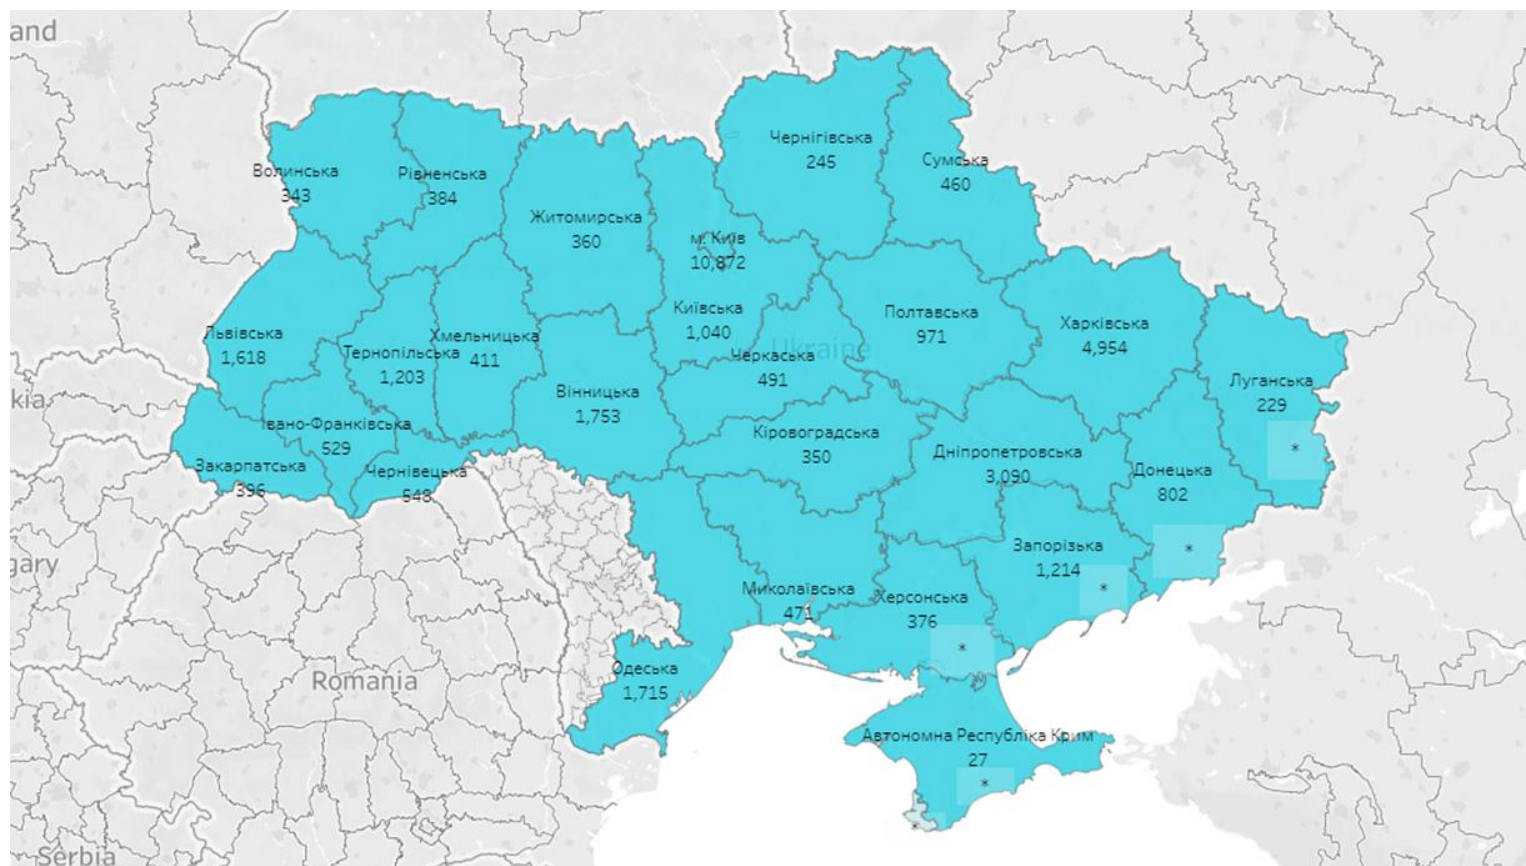 and
Чернігівська
245
Сумська
460
Волинська
343
Рівненська
384
Житомирська
360
м. Київ
10,872
Київська
1,040
Полтавська
971
Харківська
4,954
Львівська
1,618
Тернопільська
1,203
Хмельницька
411
Ukraine
Черкаська
491
Вінницька
1,753
Луганська
229
*
kia
вано-Франківська
529
Кіровоградська
350
Дніпропетровська
3,090
Донецька
802
*
Закарпатська
396
Чернівецька
548
Запорізька
1,214
*
gary
Миколаївська
471
Херсонська
376
*
Romania
Одеська
1,715
Автономна Республіка Крим
27
*
*
Serbia